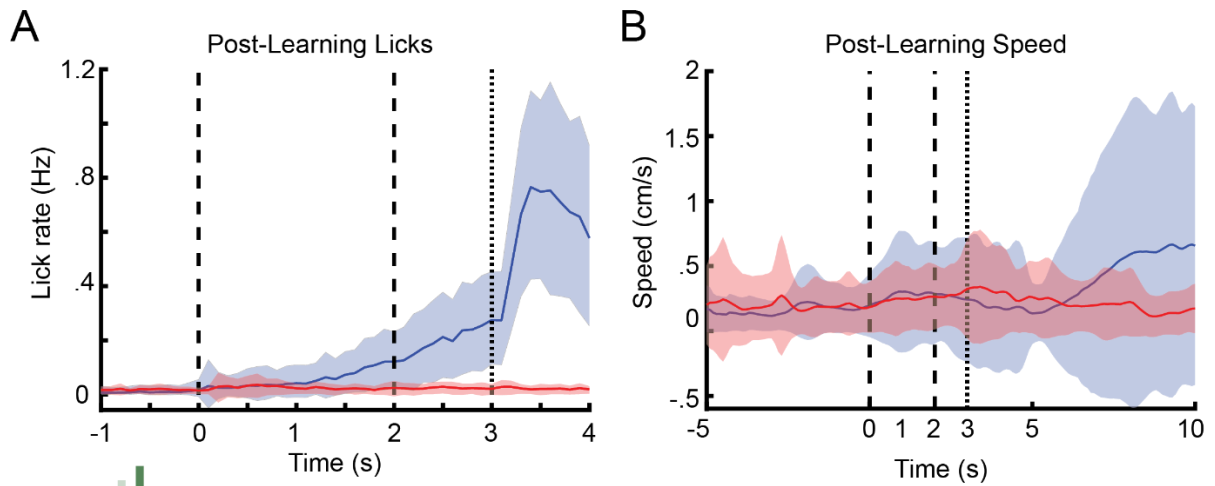 A
Post-Learning Licks
Lick rate (Hz)
1.2
.8
.4
0
-1
0
1
2
3
4
Time (s)
B
Post-Learning Speed
Speed (cm/s)
2
1.5
1
.5
0
-.5
-5
0
1
2
3
5
10
Time (s)